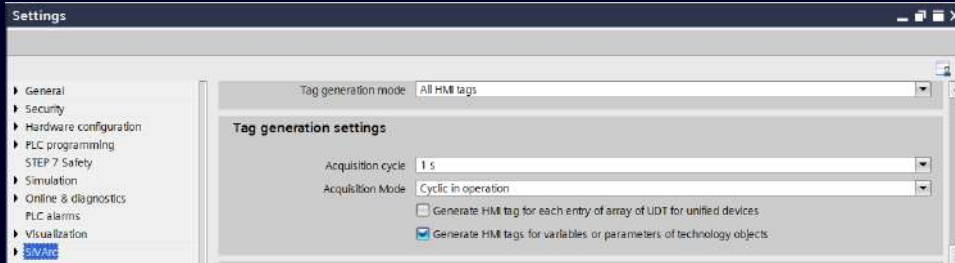 Settings
General
Security
Hardware configuration
PLC programming
STEP 7 Safety
Simulation
Online & diagnostics
PLC alarms
Visualization
SiVArc
Tag generation mode All HMI tags
Tag generation settings
Acquisition cycle 1 s
Acquisition Mode Cyclic in operation
Generate HMI tag for each entry of array of UDT for unified devices
Generate HMI tags for variables or parameters of technology objects